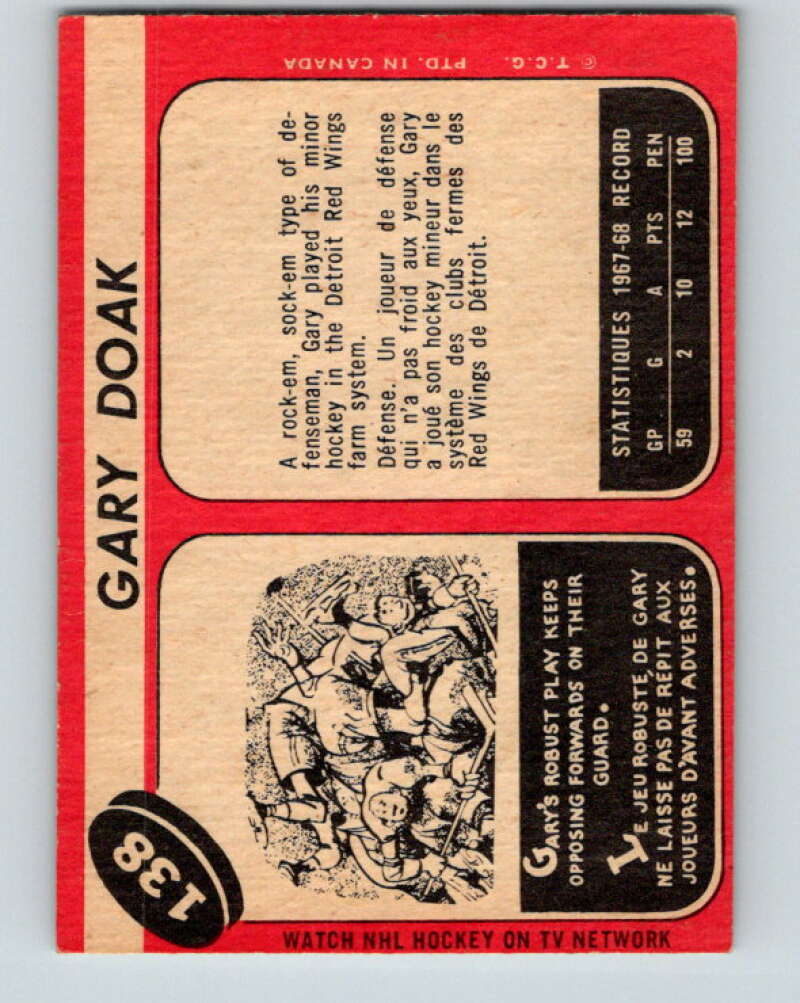 GARY DOAK
138
GARY'S ROBUST PLAY KEEPS
OPPOSING FORWARDS ON THEIR
GUARD.
LE JEU ROBUSTE, DE GARY
NE LAISSE PAS DE RÉPIT AUX
JOUEURS D'AVANT ADVERSES.
WATCH NHL HOCKEY ON TV NETWORK
A rock-em, sock-em type of de-
fenseman, Gary played his minor
hockey in the Detroit Red Wings
farm system.
Défense. Un joueur de défense
qui n'a pas froid aux yeux, Gary
a joué son hockey mineur dans le
système des clubs fermes des
Red Wings de Détroit.
STATISTIQUES 1967-68 RECORD
GP G A PTS PEN
59 2 10 12 100
© T.C.G. PTD. IN CANADA